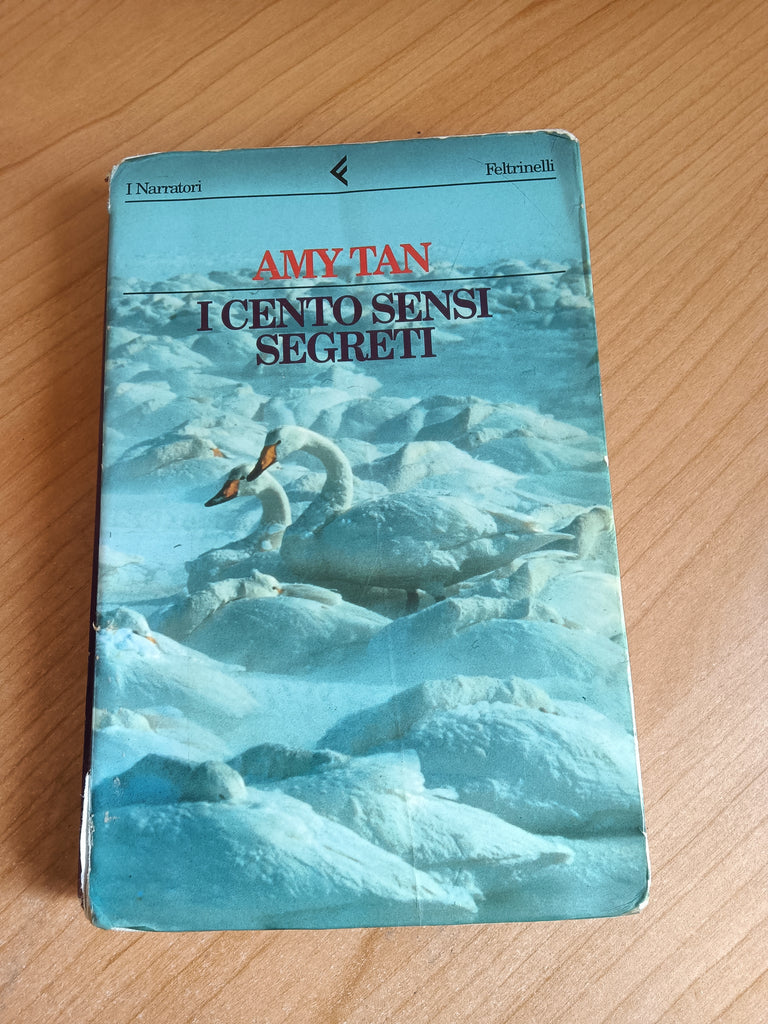 I Narratori
Feltrinelli
AMY TAN
I CENTO SENSI
SEGRETI